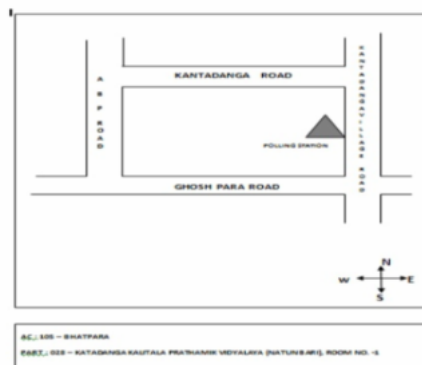 KANTADANGA ROAD
A B P ROAD
KANTADANGA VILLAGE ROAD
POLLING STATION
GHOSH PARA ROAD
N
W E
S
AC.: 105 – BHATPARA
PART.: 028 – KATADANGA KALITALA PRATHAMIK VIDYALAYA (NATUN BARI), ROOM NO. -1